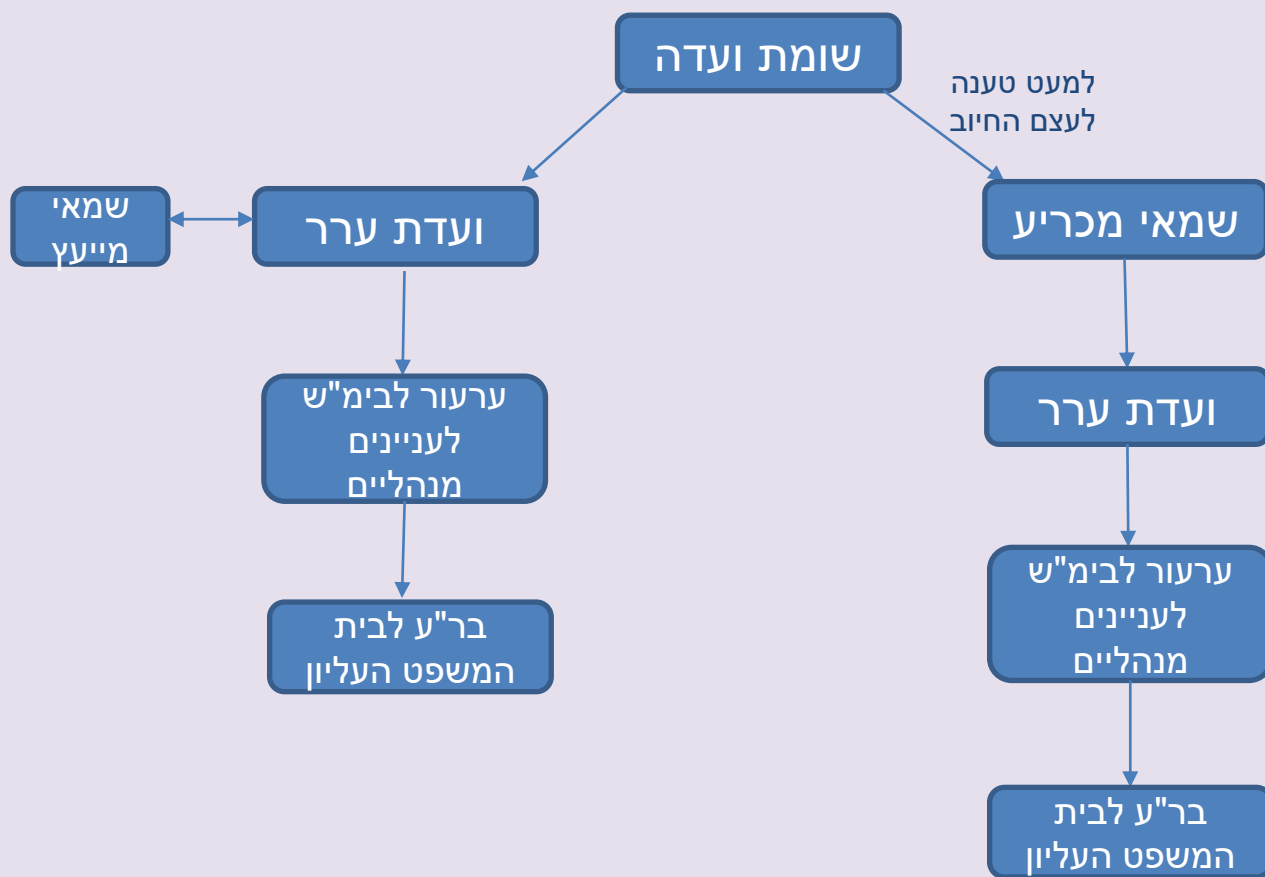 שומת ועדה
למעט טענה
לעצם החיוב
שמאי מכריע
ועדת ערר
שמאי
מייעץ
ועדת ערר
ערעור לבימ"ש
לעניינים
מנהליים
ערעור לבימ"ש
לעניינים
מנהליים
בר"ע לבית
המשפט העליון
בר"ע לבית
המשפט העליון